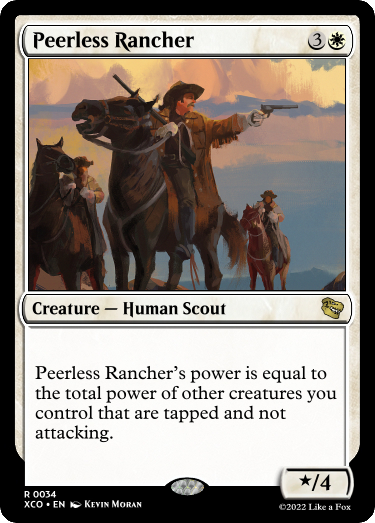 Peerless Rancher 3
Creature — Human Scout
Peerless Rancher's power is equal to
the total power of other creatures you
control that are tapped and not
attacking.
★/4
R 0034
XCO • EN Kevin Moran
©2022 Like a Fox